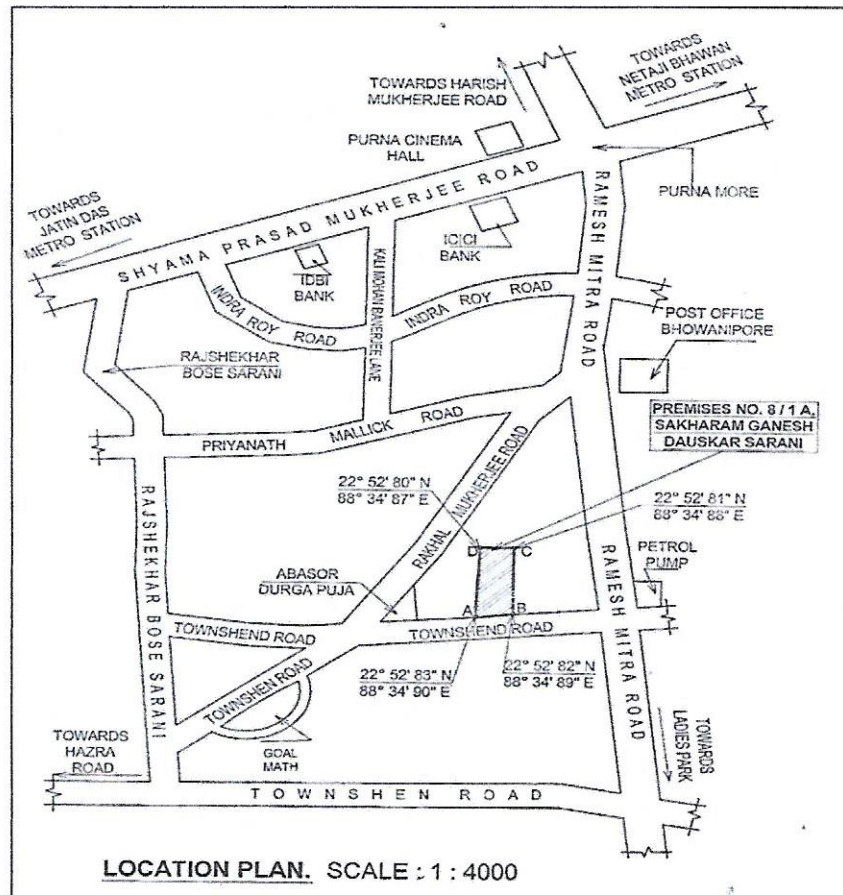 TOWARDS
NETAJI BHAWAN
METRO STATION
TOWARDS HARISH
MUKHERJEE ROAD
PURNA CINEMA
HALL
PURNA MORE
TOWARDS
JATIN DAS
METRO STATION
SHYAMA PRASAD MUKHERJEE ROAD
RAMESH MITRA ROAD
ICICI
BANK
IDBI
BANK
KALI MOHAN BANERJEE LANE
INDRA ROY ROAD
INDRA ROY ROAD
POST OFFICE
BHOWANIPORE
RAJSHEKHAR
BOSE SARANI
PREMISES NO. 8 / 1 A,
SAKHARAM GANESH
DAUSKAR SARANI
PRIYANATH MALLICK ROAD
RAKHAL MUKHERJEE ROAD
22° 52' 80" N
88° 34' 87" E
22° 52' 81" N
88° 34' 88" E
D C
PETROL
PUMP
ABASOR
DURGA PUJA
RAJSHEKHAR BOSE SARANI
RAMESH MITRA ROAD
A B
TOWNSHEND ROAD
TOWNSHEND ROAD
22° 52' 83" N
88° 34' 90" E
22° 52' 82" N
88° 34' 89" E
TOWNSHEN ROAD
GOAL
MATH
TOWARDS
HAZRA
ROAD
TOWARDS
LADIES PARK
TOWNSHEN ROAD
LOCATION PLAN. SCALE : 1 : 4000